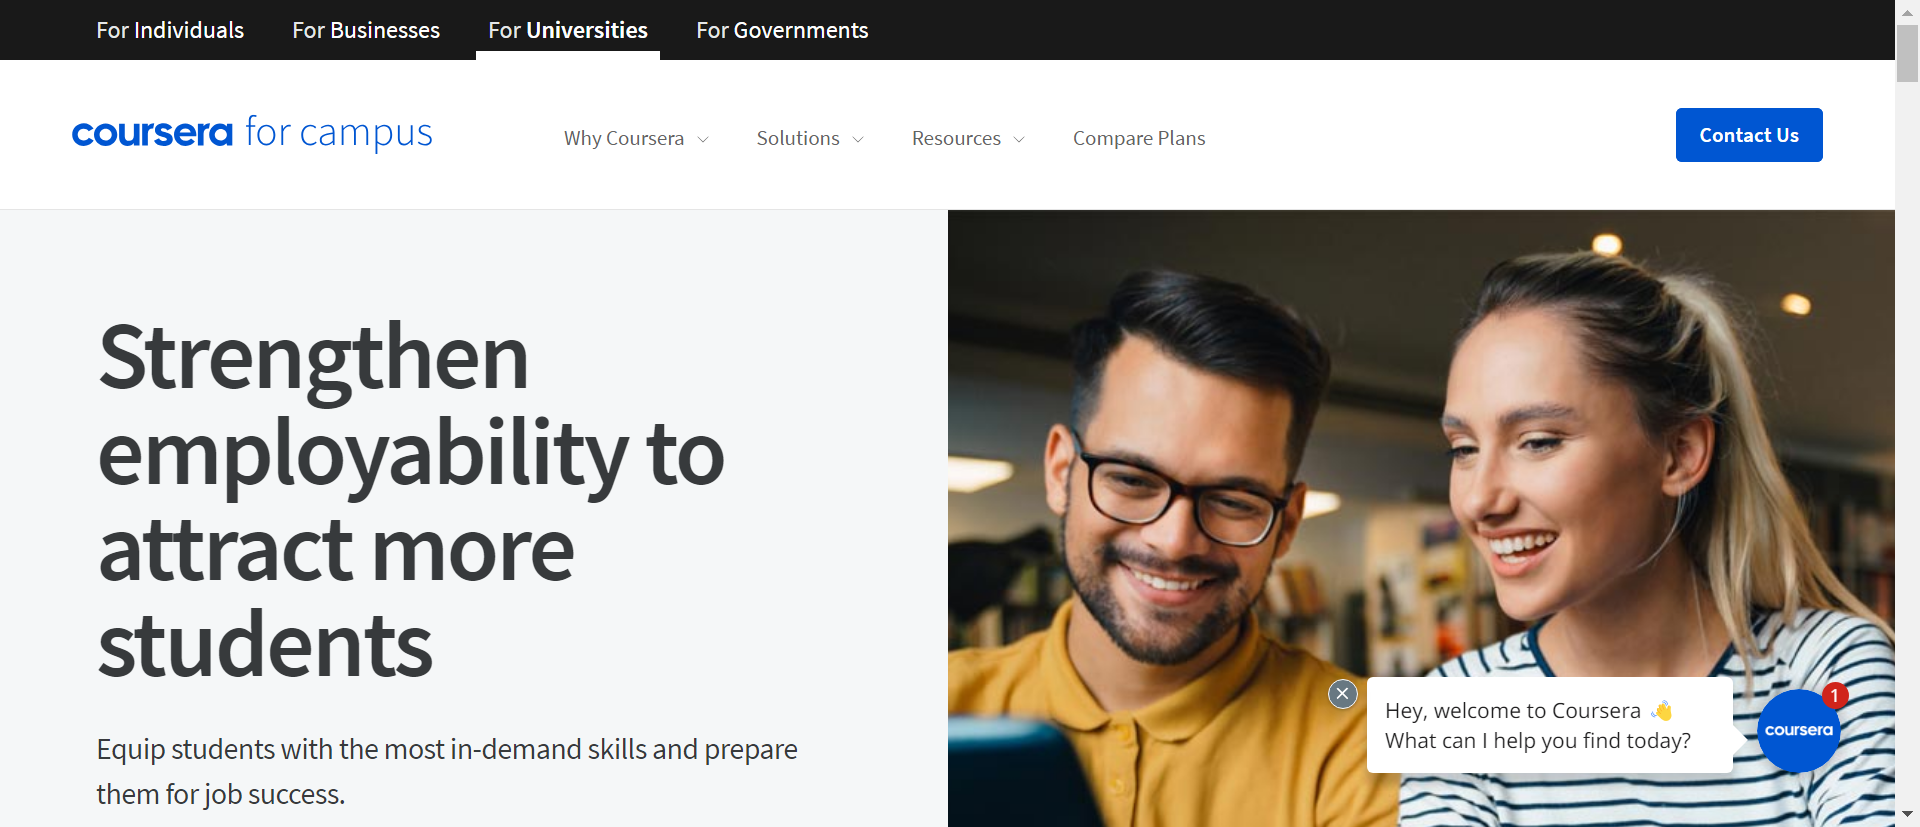 For Individuals For Businesses For Universities For Governments
coursera for campus Why Coursera Solutions Resources Compare Plans Contact Us
Strengthen
employability to
attract more
students
Equip students with the most in-demand skills and prepare
them for job success.
Hey, welcome to Coursera 👋
What can I help you find today?
coursera
1